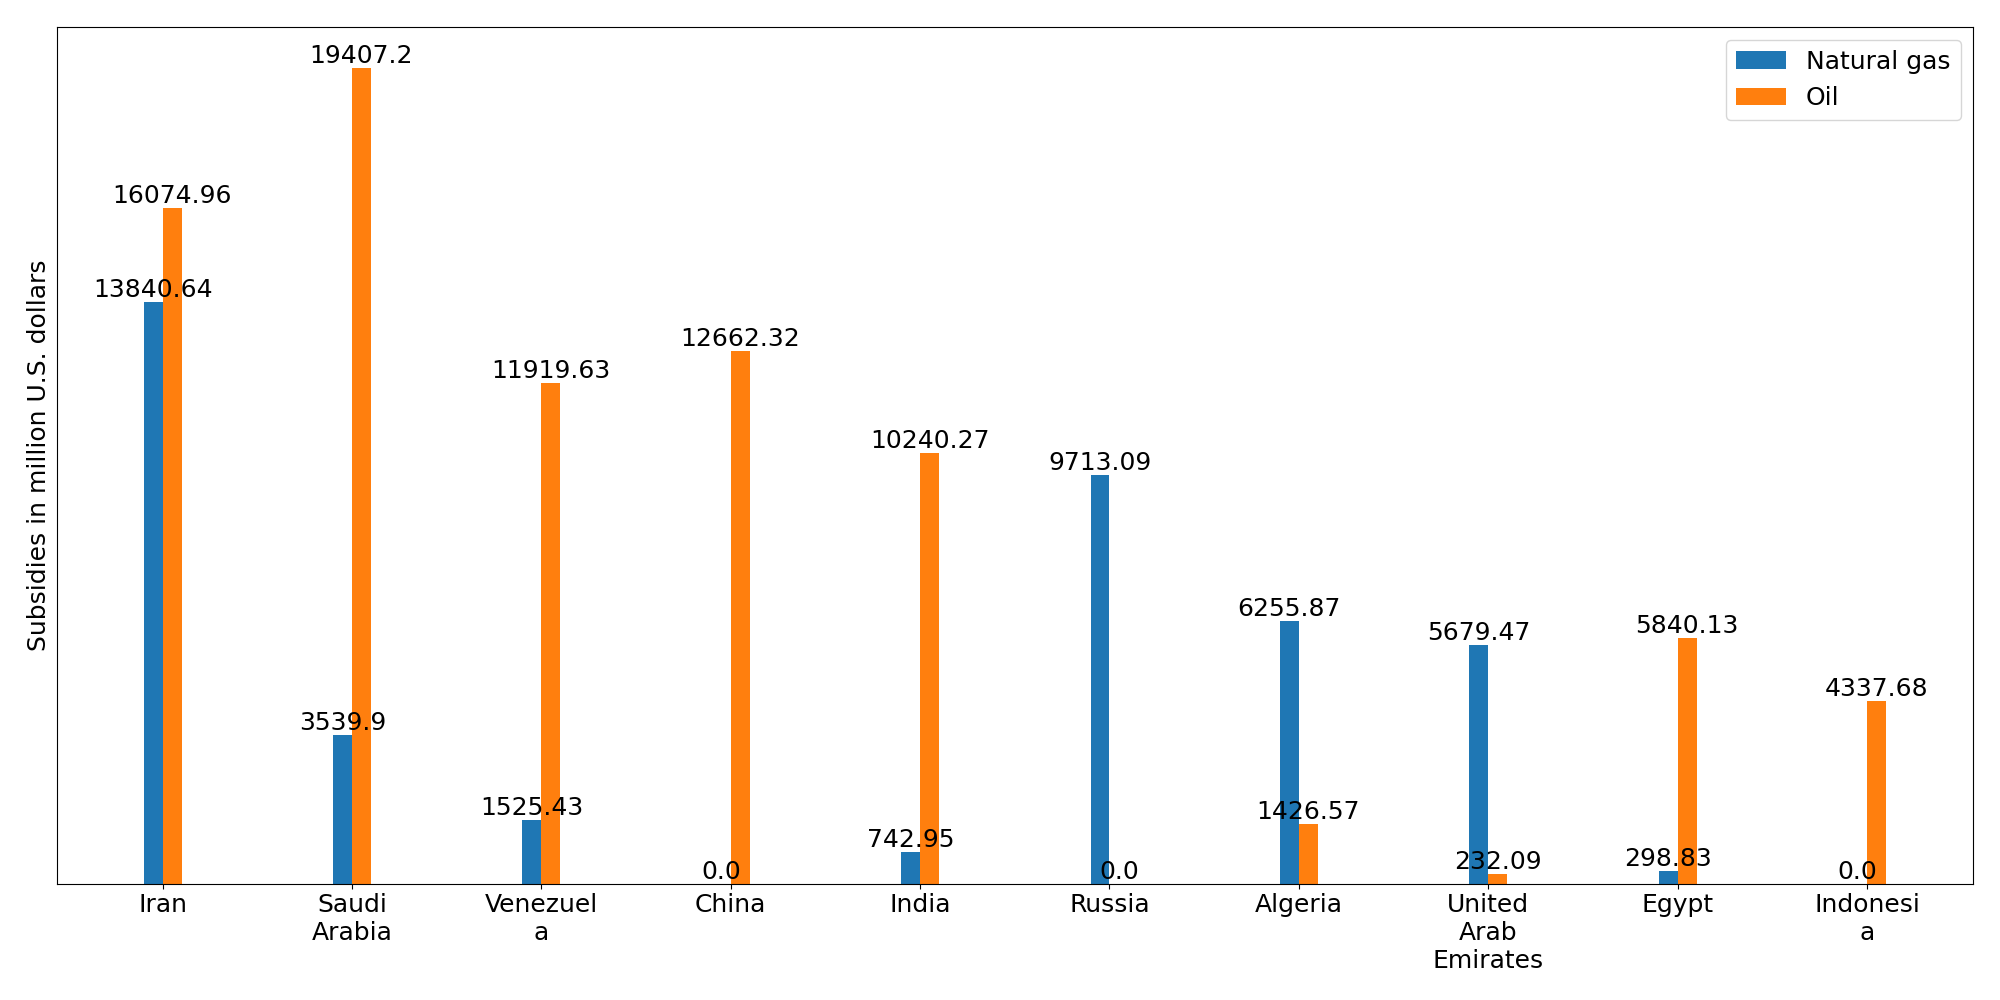 19407.2
Natural gas
Oil
16074.96
13840.64
12662.32
11919.63
10240.27
9713.09
6255.87
5679.47
5840.13
4337.68
3539.9
1525.43
1426.57
742.95
232.09
298.83
0.0
0.0
0.0
Subsidies in million U.S. dollars
Iran
Saudi
Arabia
Venezuel
a
China
India
Russia
Algeria
United
Arab
Emirates
Egypt
Indonesi
a